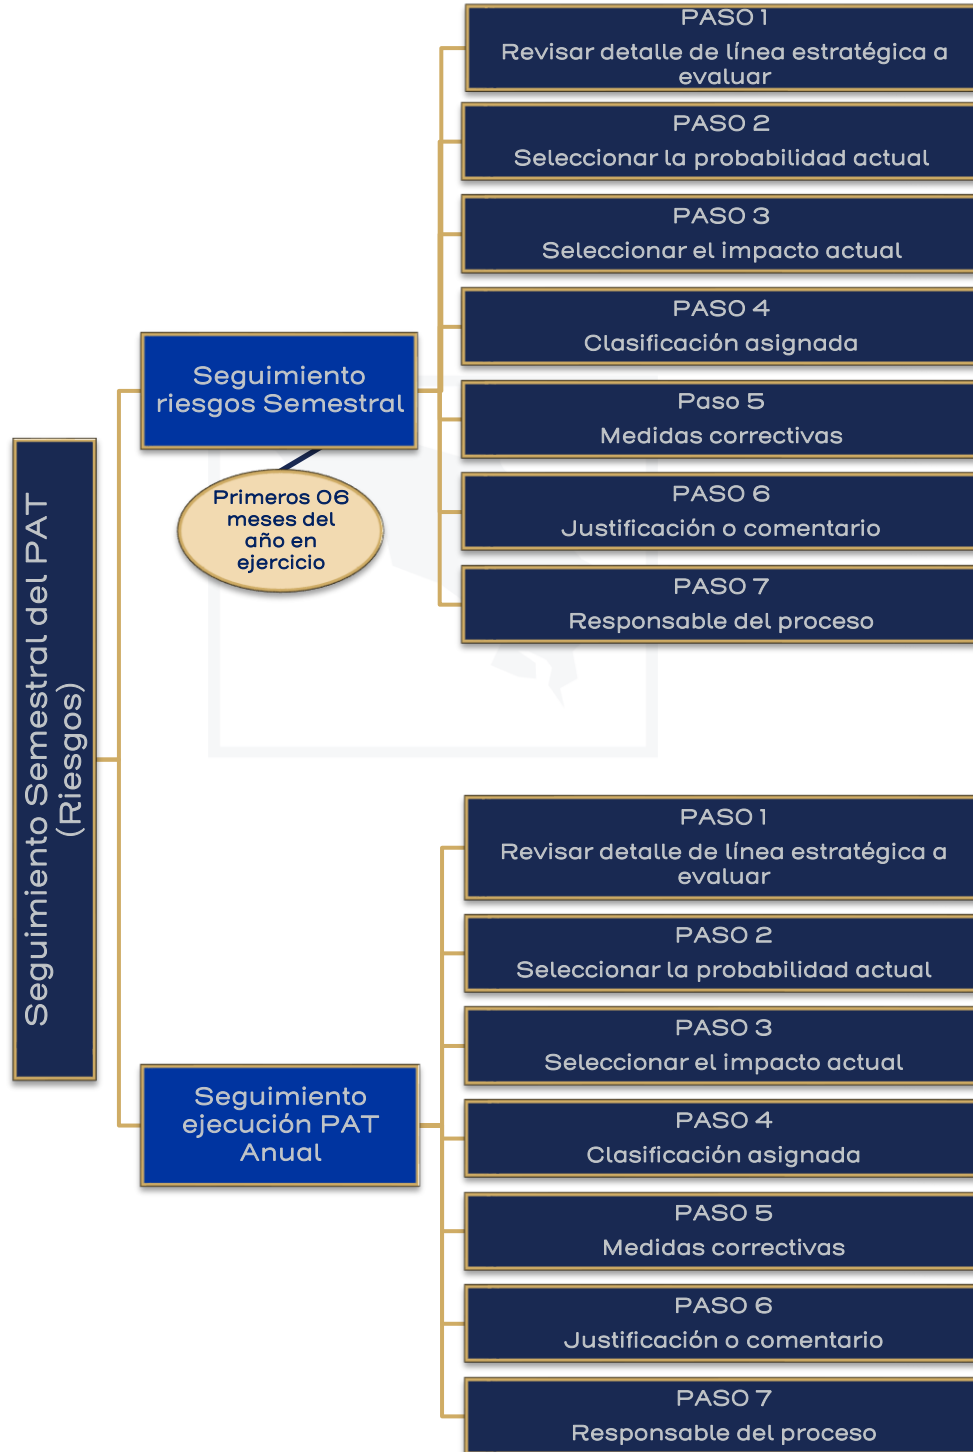 Seguimiento Semestral del PAT
(Riesgos)
Seguimiento
riesgos Semestral
Primeros 06
meses del
año en
ejercicio
PASO 1
Revisar detalle de línea estratégica a
evaluar
PASO 2
Seleccionar la probabilidad actual
PASO 3
Seleccionar el impacto actual
PASO 4
Clasificación asignada
Paso 5
Medidas correctivas
PASO 6
Justificación o comentario
PASO 7
Responsable del proceso
Seguimiento
ejecución PAT
Anual
PASO 1
Revisar detalle de línea estratégica a
evaluar
PASO 2
Seleccionar la probabilidad actual
PASO 3
Seleccionar el impacto actual
PASO 4
Clasificación asignada
PASO 5
Medidas correctivas
PASO 6
Justificación o comentario
PASO 7
Responsable del proceso